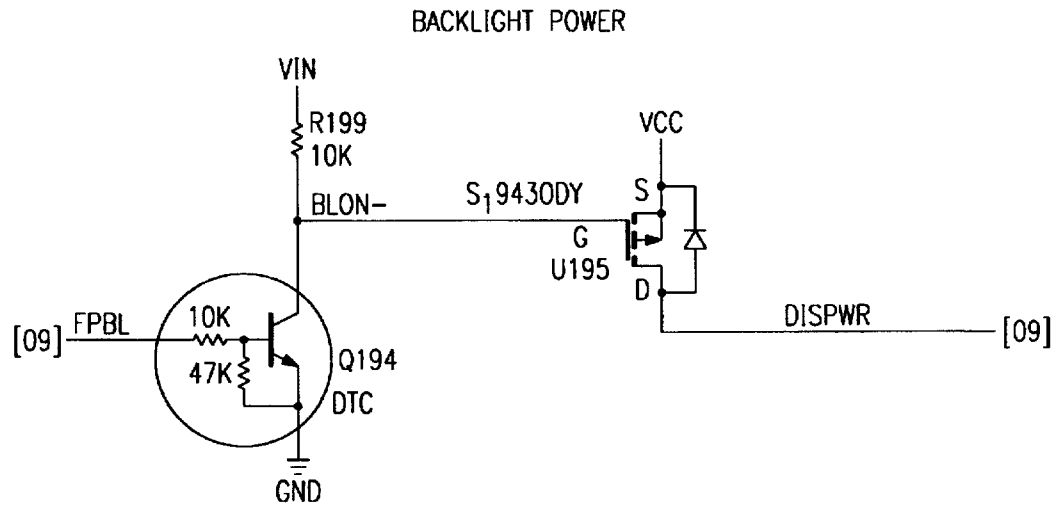 BACKLIGHT POWER
VIN
R199
10K
VCC
BLON-
S19430DY
S
G
U195
D
[09]
FPBL
10K
47K
Q194
DTC
DISPWR
[09]
GND